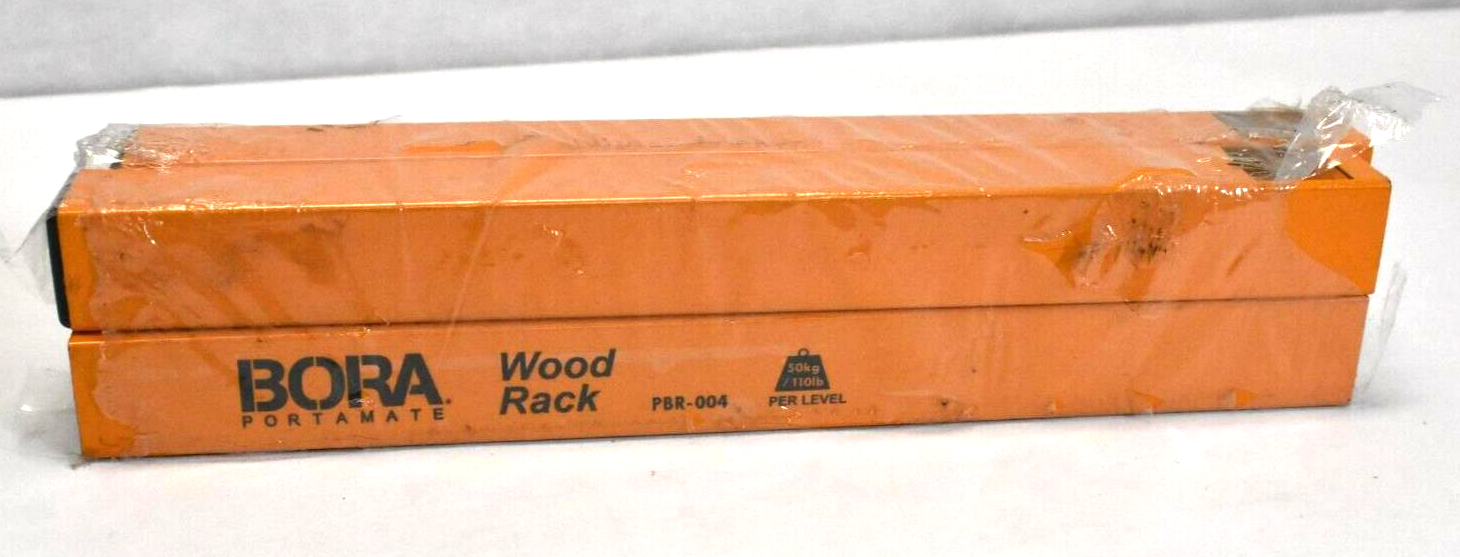 BORA.
PORTAMATE
Wood
Rack
PBR-004
50kg
/110lb
PER LEVEL